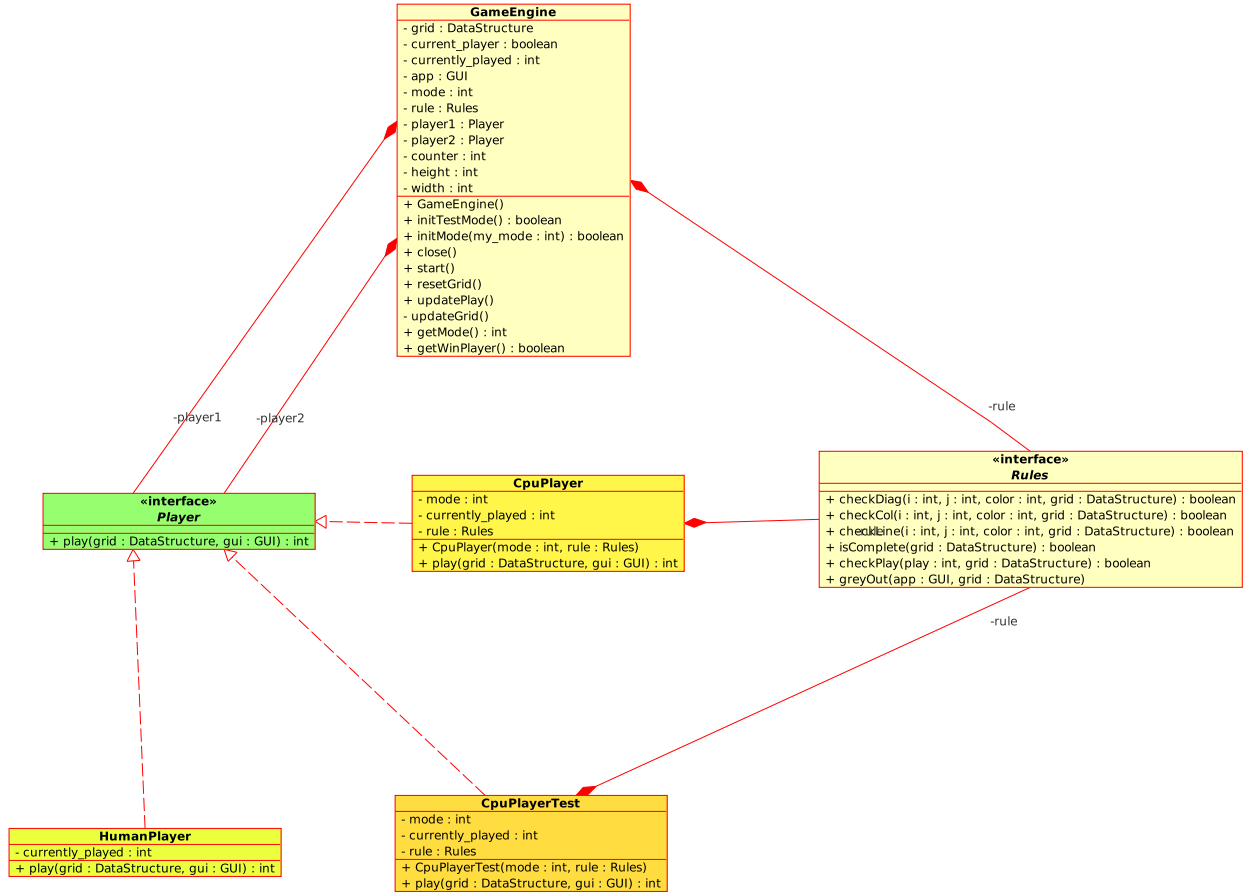 GameEngine
- grid : DataStructure
- current_player : boolean
- currently_played : int
- app : GUI
- mode : int
- rule : Rules
- player1 : Player
- player2 : Player
- counter : int
- height : int
- width : int
+ GameEngine()
+ initTestMode() : boolean
+ initMode(my_mode : int) : boolean
+ close()
+ start()
+ resetGrid()
+ updatePlay()
- updateGrid()
+ getMode() : int
+ getWinPlayer() : boolean
-player1
-player2
-rule
«interface»
Player
+ play(grid : DataStructure, gui : GUI) : int
CpuPlayer
- mode : int
- currently_played : int
- rule : Rules
+ CpuPlayer(mode : int, rule : Rules)
+ play(grid : DataStructure, gui : GUI) : int
«interface»
Rules
+ checkDiag(i : int, j : int, color : int, grid : DataStructure) : boolean
+ checkCol(i : int, j : int, color : int, grid : DataStructure) : boolean
+ checkLine(i : int, j : int, color : int, grid : DataStructure) : boolean
+ isComplete(grid : DataStructure) : boolean
+ checkPlay(play : int, grid : DataStructure) : boolean
+ greyOut(app : GUI, grid : DataStructure)
-rule
HumanPlayer
- currently_played : int
+ play(grid : DataStructure, gui : GUI) : int
CpuPlayerTest
- mode : int
- currently_played : int
- rule : Rules
+ CpuPlayerTest(mode : int, rule : Rules)
+ play(grid : DataStructure, gui : GUI) : int